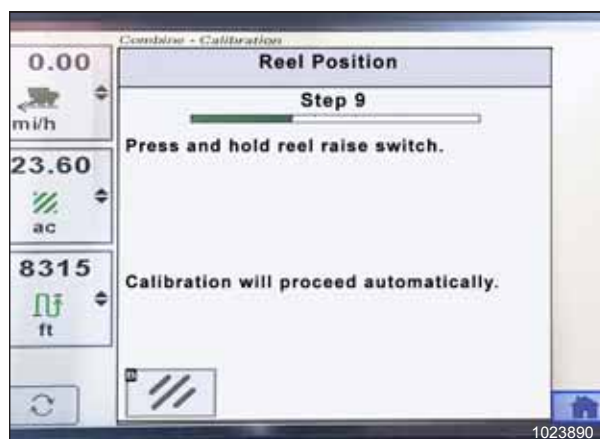 Combine - Calibration
0.00
mi/h
23.60
ac
8315
ft
Reel Position
Step 9
Press and hold reel raise switch.
Calibration will proceed automatically.
1023890